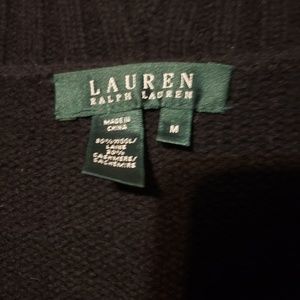 LAUREN
RALPH LAUREN
MADE IN
CHINA
M
80% WOOL/
LAINE
20%
CASHMERE/
CACHEMIRE